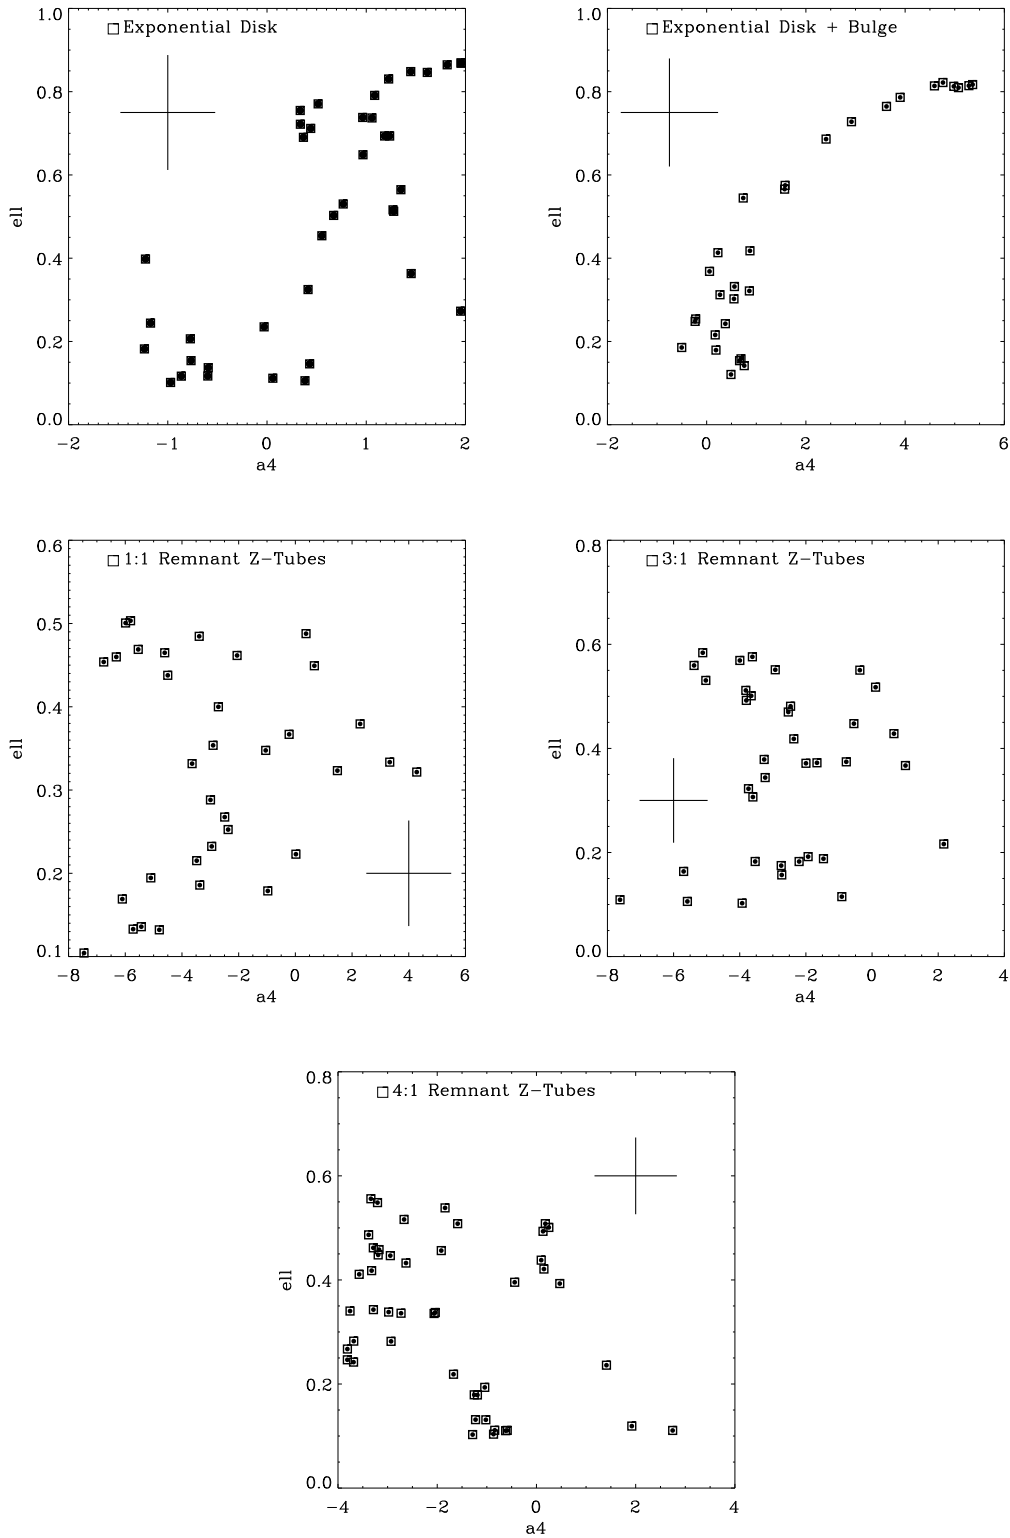 1.0
□Exponential Disk
0.8
0.6
ell
0.4
0.2
0.0
−2 −1 0 1 2
a4
1.0
□Exponential Disk + Bulge
0.8
0.6
ell
0.4
0.2
0.0
−2 0 2 4 6
a4
0.6
□1:1 Remnant Z−Tubes
0.5
0.4
ell
0.3
0.2
0.1
−8 −6 −4 −2 0 2 4 6
a4
0.8
□3:1 Remnant Z−Tubes
0.6
ell
0.4
0.2
0.0
−8 −6 −4 −2 0 2 4
a4
0.8
□4:1 Remnant Z−Tubes
0.6
ell
0.4
0.2
0.0
−4 −2 0 2 4
a4